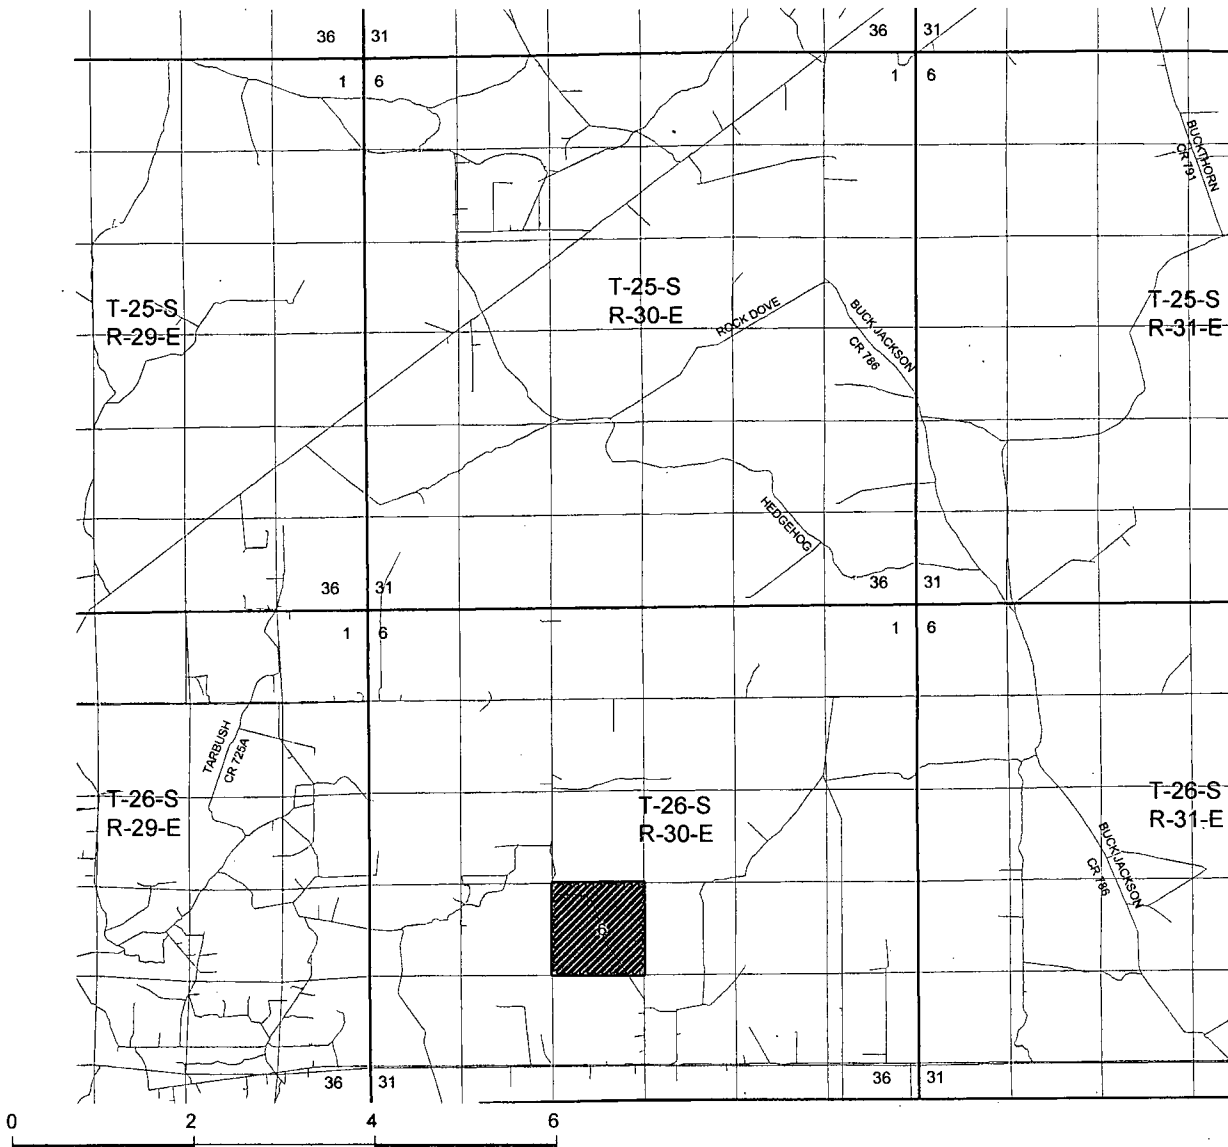 36 31
36 31
1 6
1 6
BUCKTHORN
CR 791
T-25-S
R-29-E
T-25-S
R-30-E
T-25-S
R-31-E
ROCK DOVE
BUCK JACKSON
CR 786
HEDGEHOG
36 31
36 31
1 6
1 6
TARBUSH
CR 725A
T-26-S
R-29-E
T-26-S
R-30-E
T-26-S
R-31-E
BUCK JACKSON
CR 786
36 31
36 31
0 2 4 6